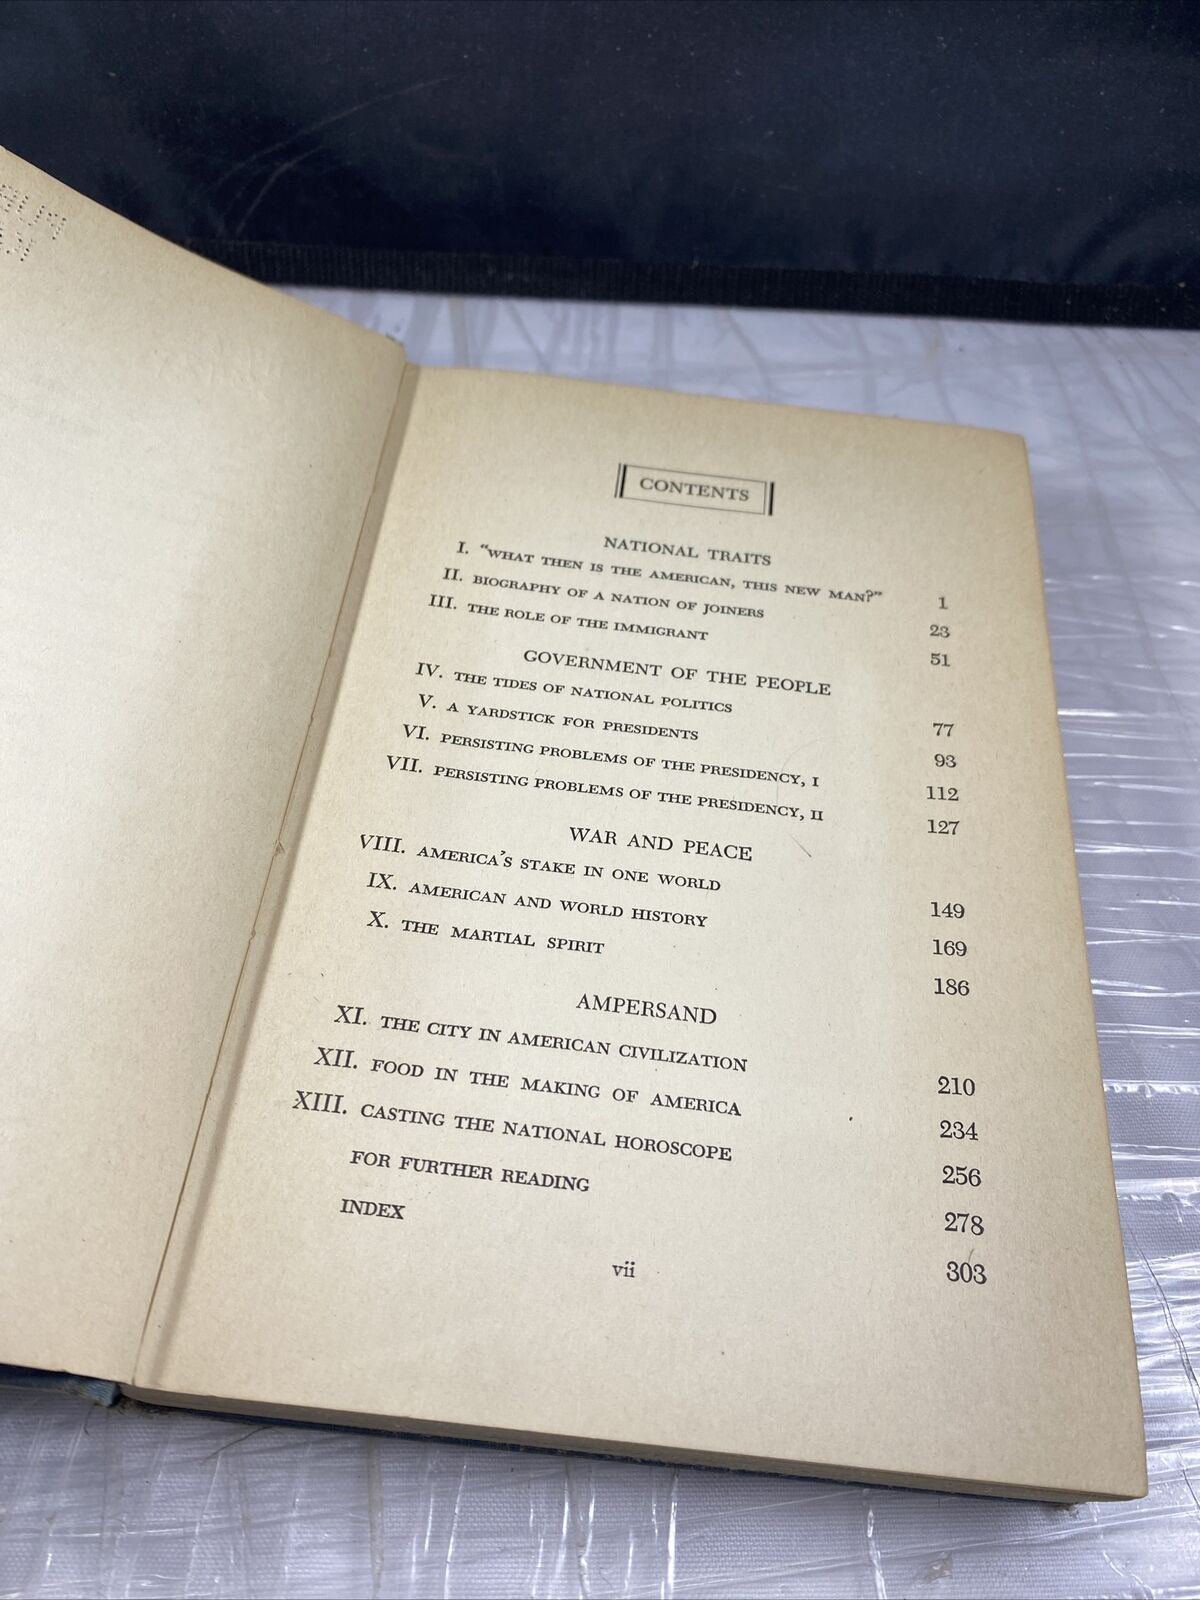 CONTENTS
NATIONAL TRAITS
I. "WHAT THEN IS THE AMERICAN, THIS NEW MAN?" 1
II. BIOGRAPHY OF A NATION OF JOINERS 23
III. THE ROLE OF THE IMMIGRANT 51
GOVERNMENT OF THE PEOPLE
IV. THE TIDES OF NATIONAL POLITICS 77
V. A YARDSTICK FOR PRESIDENTS 93
VI. PERSISTING PROBLEMS OF THE PRESIDENCY, I 112
VII. PERSISTING PROBLEMS OF THE PRESIDENCY, II 127
WAR AND PEACE
VIII. AMERICA'S STAKE IN ONE WORLD 149
IX. AMERICAN AND WORLD HISTORY 169
X. THE MARTIAL SPIRIT 186
AMPERSAND
XI. THE CITY IN AMERICAN CIVILIZATION 210
XII. FOOD IN THE MAKING OF AMERICA 234
XIII. CASTING THE NATIONAL HOROSCOPE 256
FOR FURTHER READING 278
INDEX 303
vii